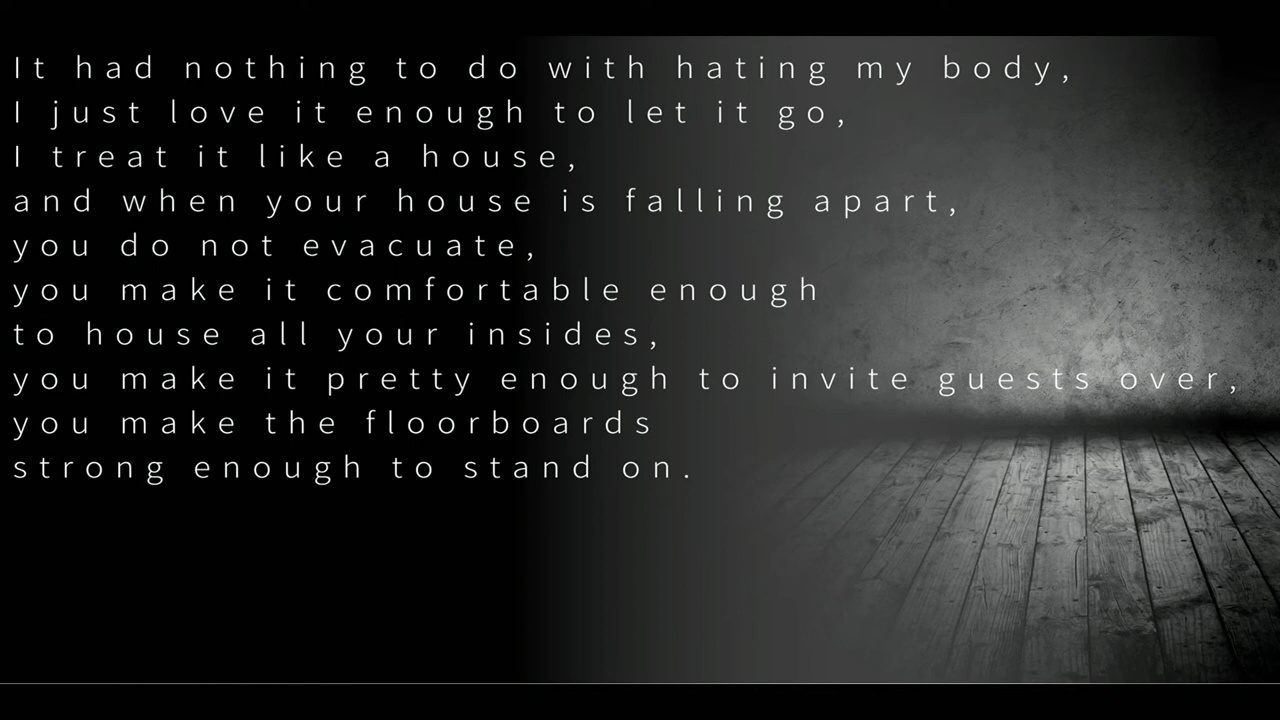 It had nothing to do with hating my body,
I just love it enough to let it go,
I treat it like a house,
and when your house is falling apart,
you do not evacuate,
you make it comfortable enough
to house all your insides,
you make it pretty enough to invite guests over,
you make the floorboards
strong enough to stand on.